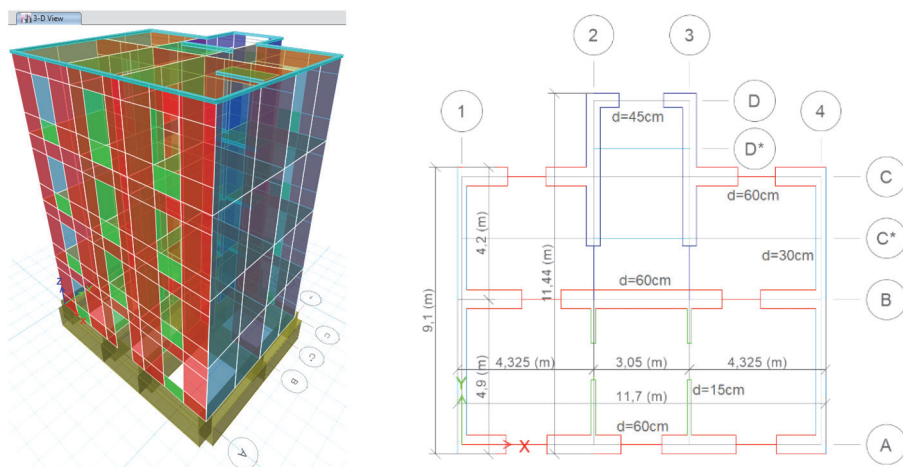 3-D View
Z
C
C*
B
A
2
3
1
4
D
D*
C
C*
B
A
d=45cm
d=60cm
4,2 (m)
d=30cm
11,44 (m)
9,1 (m)
d=60cm
4,325 (m)
3,05 (m)
4,325 (m)
4,9 (m)
d=15cm
Y
11,7 (m)
d=60cm
X